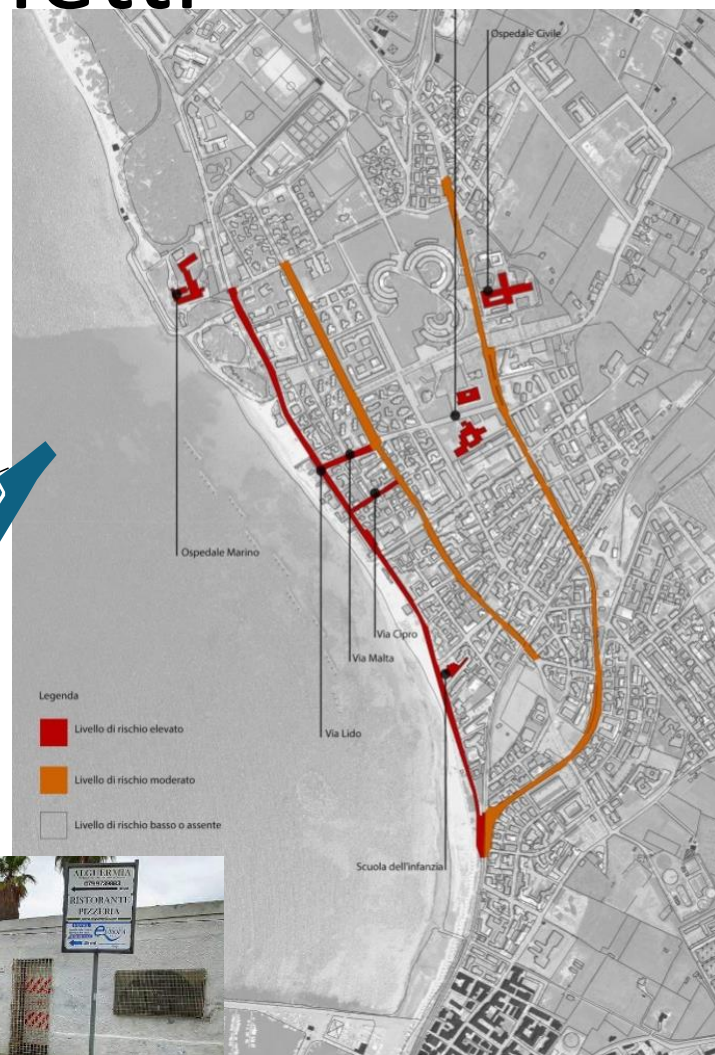 Ospedale Civile
Ospedale Marino
Via Cipro
Via Malta
Via Lido
Scuola dell'infanzia
Legenda
Livello di rischio elevato
Livello di rischio moderato
Livello di rischio basso o assente
ALGUERMIA
RISTORANTE
PIZZERIA